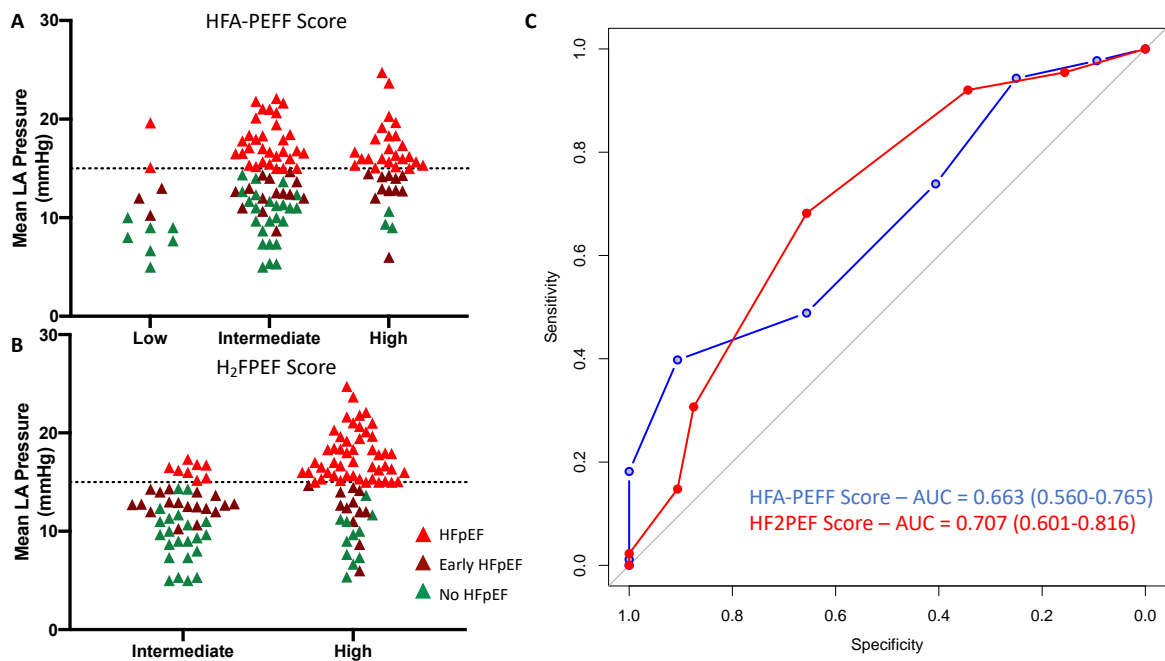 A
HFA-PEFF Score
30
20
10
0
Mean LA Pressure
(mmHg)
Low
Intermediate
High
B
H₂FPEF Score
30
20
10
0
Mean LA Pressure
(mmHg)
Intermediate
High
HFpEF
Early HFpEF
No HFpEF
C
1.0
0.8
0.6
0.4
0.2
0.0
Sensitivity
HFA-PEFF Score – AUC = 0.663 (0.560-0.765)
HF2PEF Score – AUC = 0.707 (0.601-0.816)
1.0
0.8
0.6
0.4
0.2
0.0
Specificity